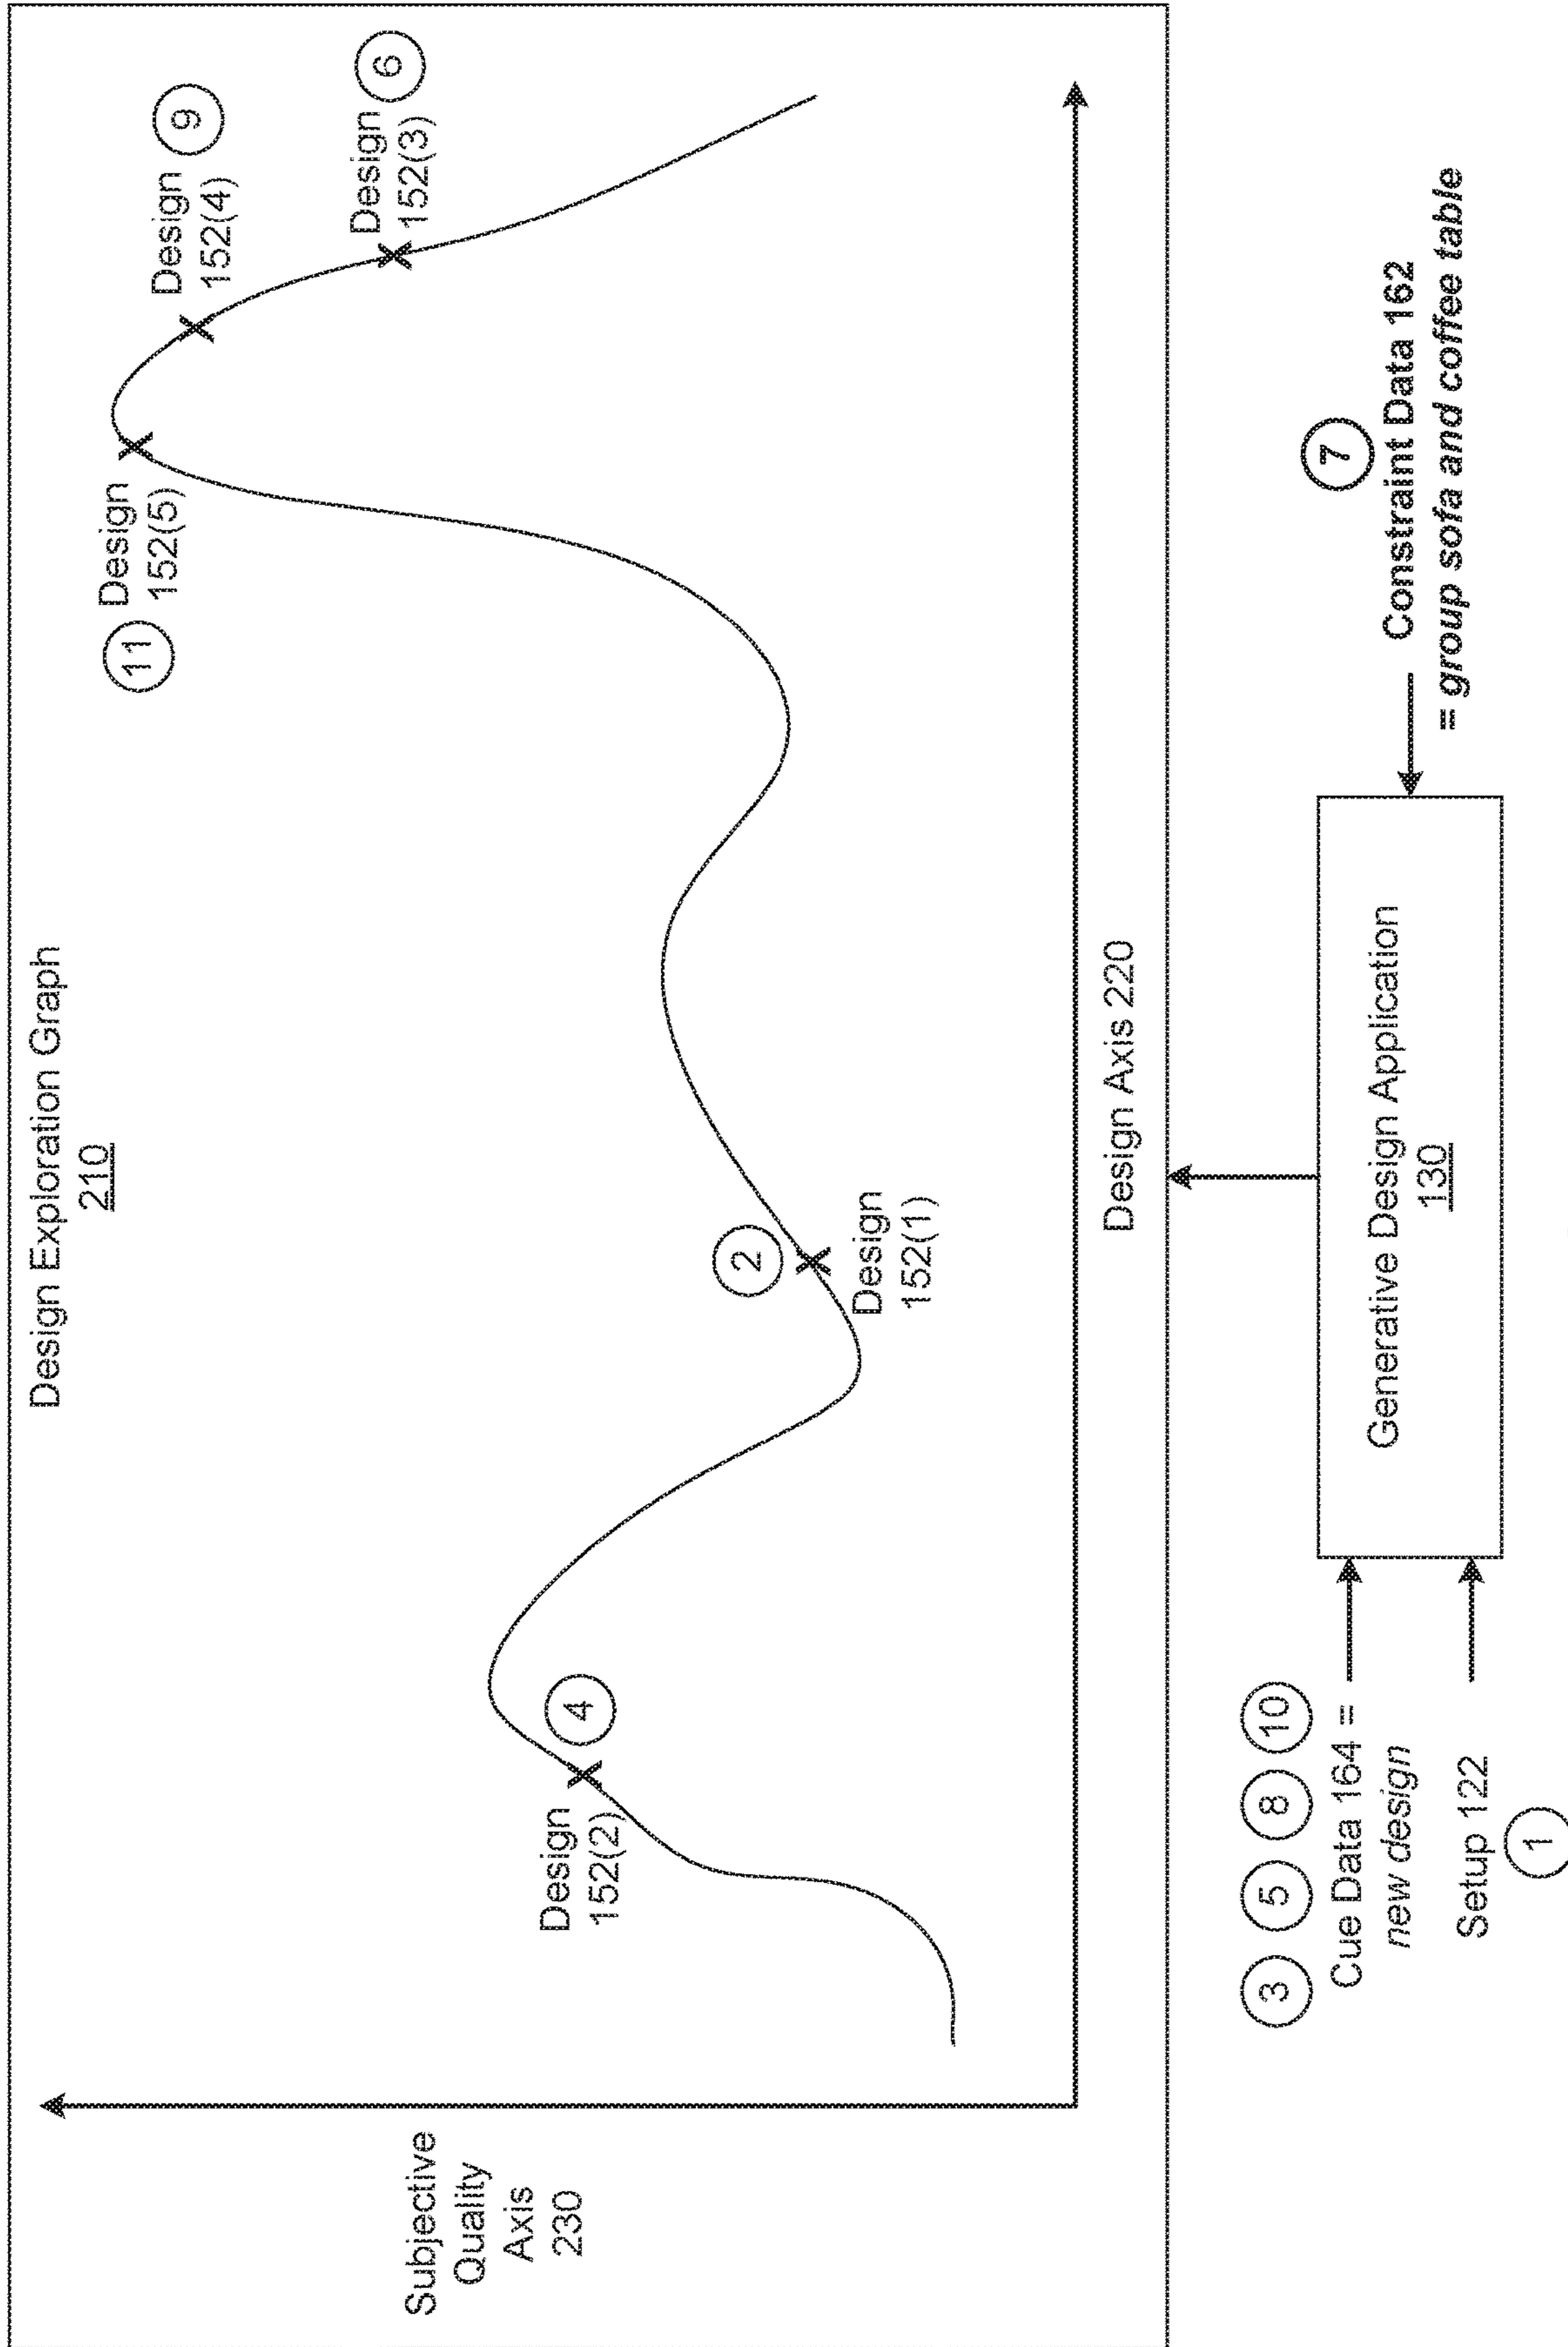 Design Exploration Graph
210
Subjective
Quality
Axis
230
11
Design
152(5)
Design
152(4)
9
Design
152(3)
6
Design
152(2)
4
2
Design
152(1)
Design Axis 220
3 5 8 10
Cue Data 164 =
new design
Setup 122
1
Generative Design Application
130
7
Constraint Data 162
= group sofa and coffee table